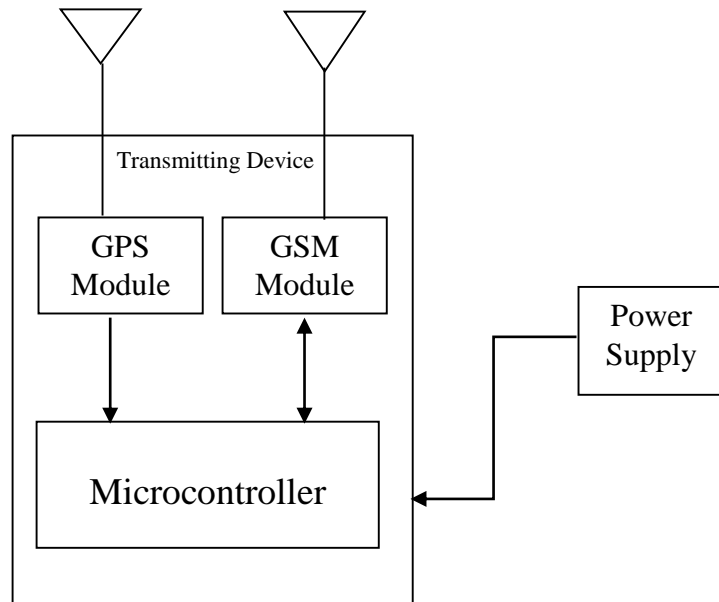 Transmitting Device
GPS
Module
GSM
Module
Power
Supply
Microcontroller